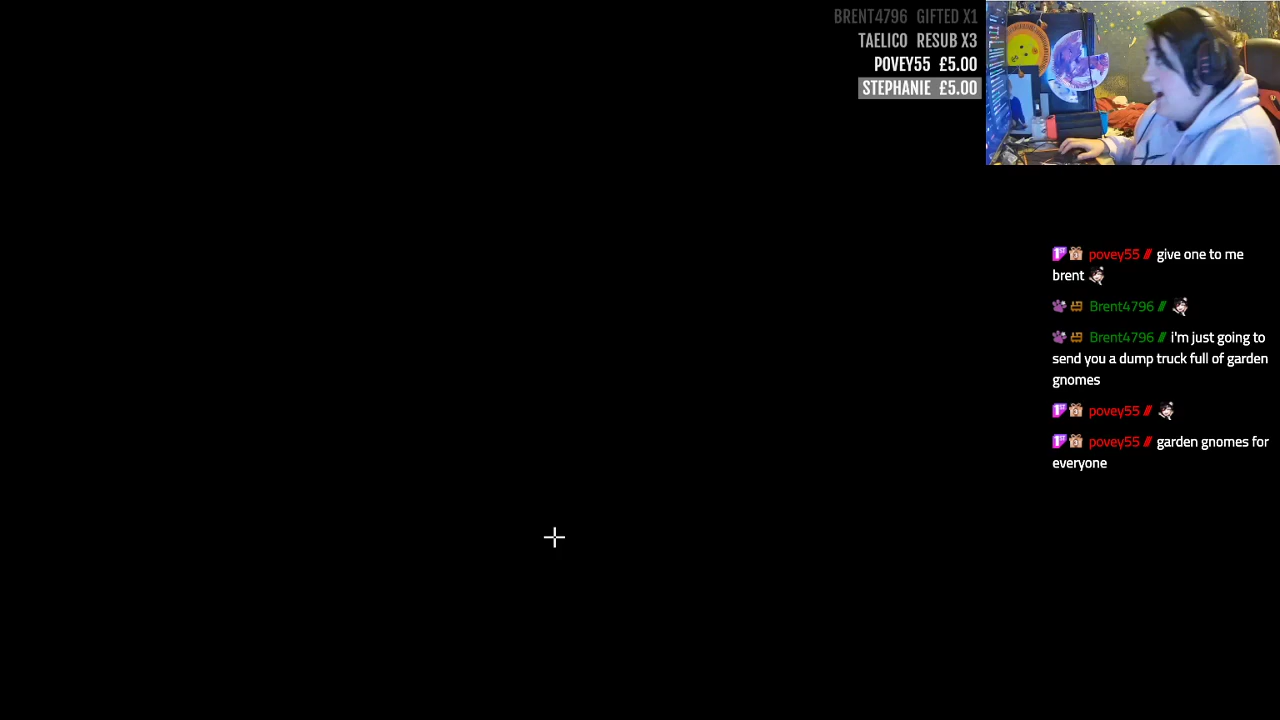 BRENT4796 GIFTED X1
TAELICO RESUB X3
POVEY55 £5.00
STEPHANIE £5.00
povey55 // give one to me
brent
Brent4796 //
Brent4796 // i'm just going to
send you a dump truck full of garden
gnomes
povey55 //
povey55 // garden gnomes for
everyone